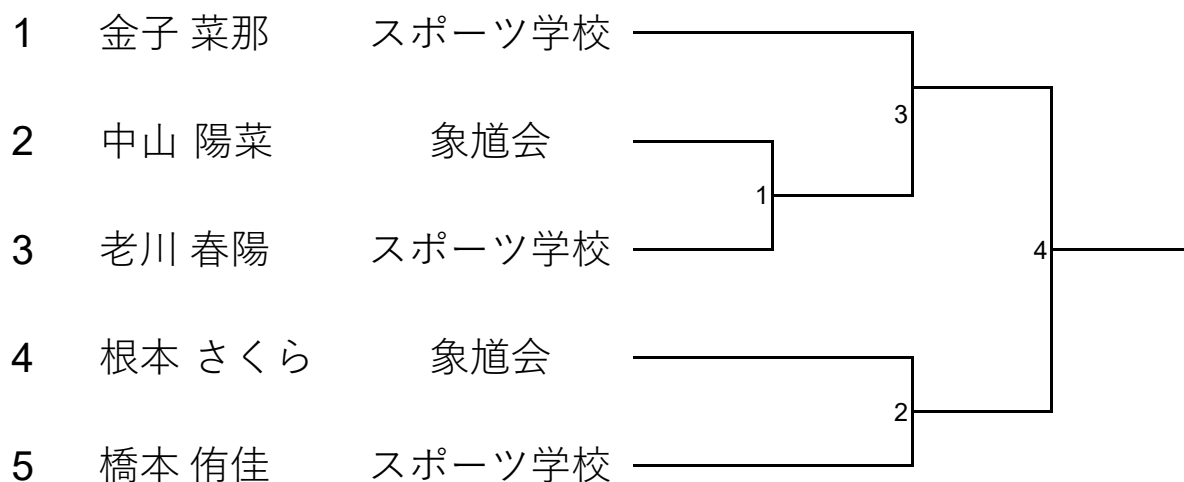 1 金子 菜那 スポーツ学校
3
2 中山 陽菜 象道会
1
3 老川 春陽 スポーツ学校
4
4 根本 さくら 象道会
2
5 橋本 侑佳 スポーツ学校